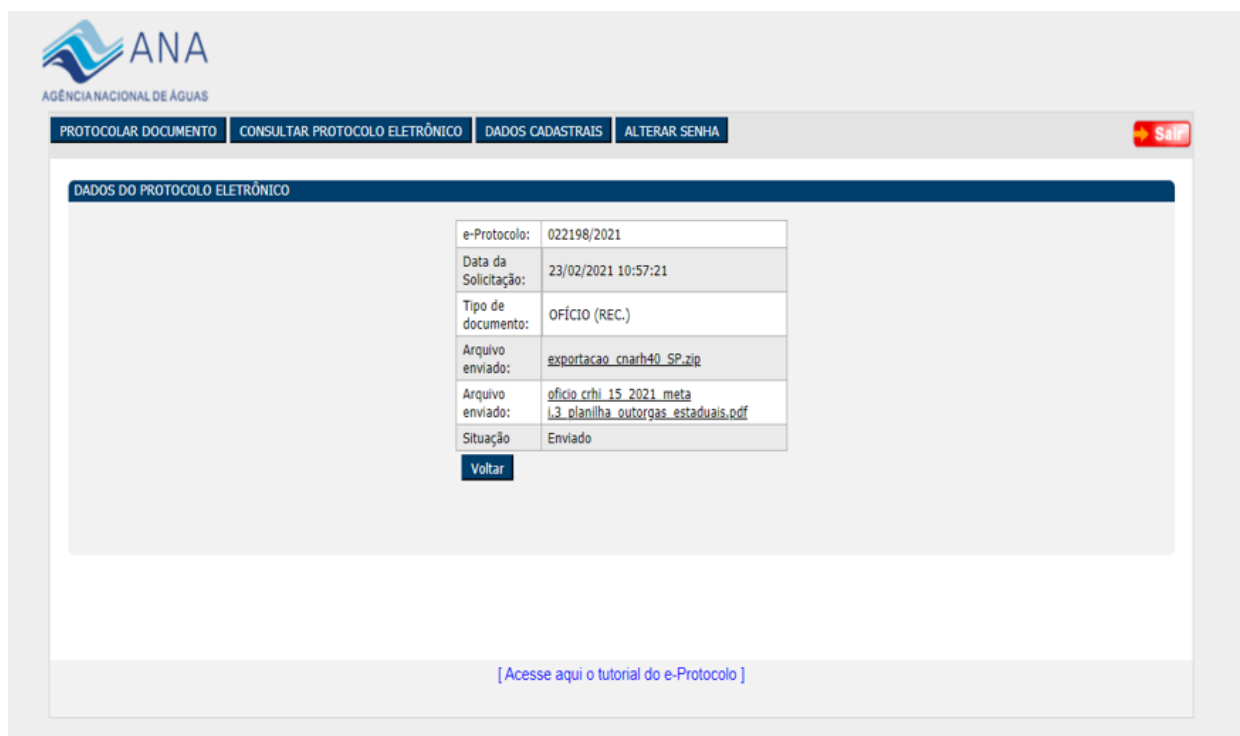 ANA
AGÊNCIA NACIONAL DE ÁGUAS
PROTOCOLAR DOCUMENTO CONSULTAR PROTOCOLO ELETRÔNICO DADOS CADASTRAIS ALTERAR SENHA Sair
DADOS DO PROTOCOLO ELETRÔNICO
e-Protocolo: 022198/2021
Data da
Solicitação: 23/02/2021 10:57:21
Tipo de
documento: OFÍCIO (REC.)
Arquivo
enviado: exportacao_cnarh40_SP.zip
Arquivo oficio_crhi_15_2021_meta
enviado: i.3_planilha_outorgas_estaduais.pdf
Situação Enviado
Voltar
[ Acesse aqui o tutorial do e-Protocolo ]